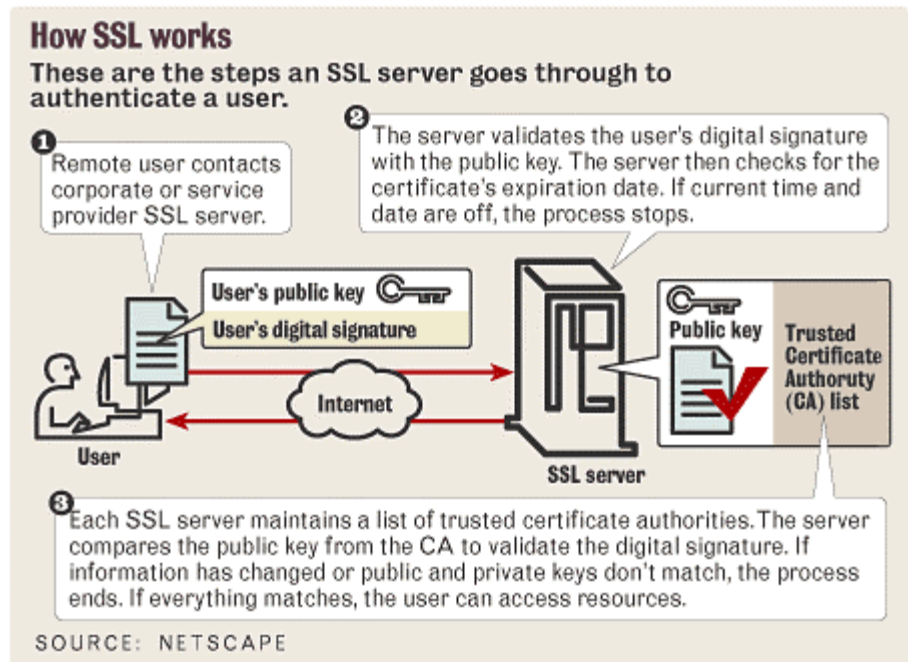 How SSL works
These are the steps an SSL server goes through to
authenticate a user.
1
Remote user contacts
corporate or service
provider SSL server.
2
The server validates the user's digital signature
with the public key. The server then checks for the
certificate's expiration date. If current time and
date are off, the process stops.
User's public key
User's digital signature
Internet
User
SSL server
Public key
Trusted
Certificate
Authoruty
(CA) list
3
Each SSL server maintains a list of trusted certificate authorities. The server
compares the public key from the CA to validate the digital signature. If
information has changed or public and private keys don't match, the process
ends. If everything matches, the user can access resources.
SOURCE: NETSCAPE